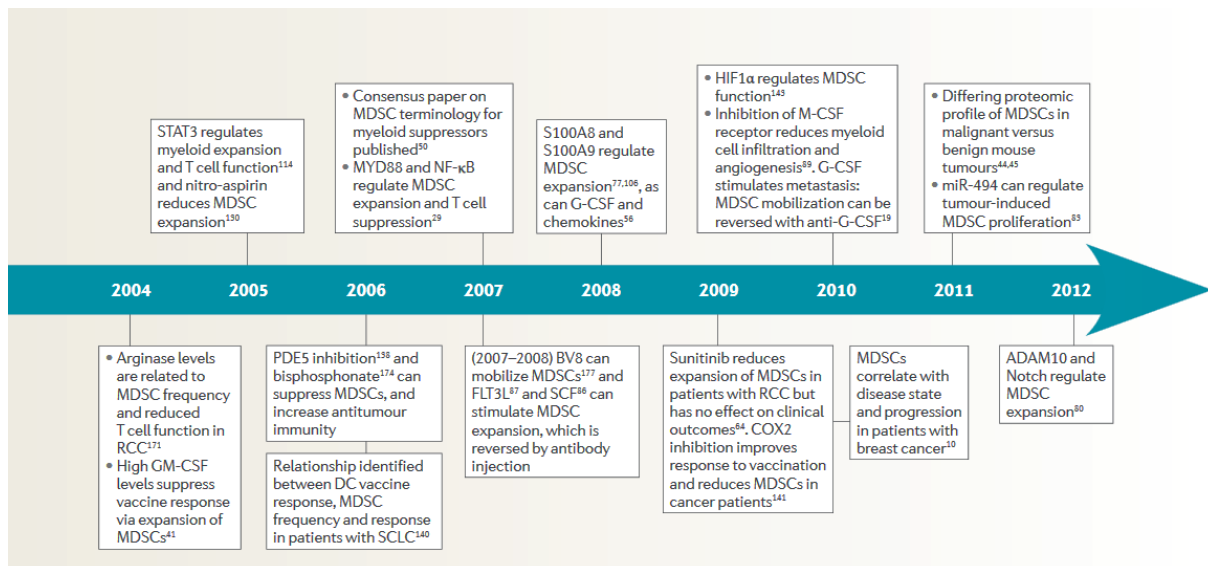 STAT3 regulates
myeloid expansion
and T cell function¹¹⁴
and nitro-aspirin
reduces MDSC
expansion¹⁵⁰
• Consensus paper on
MDSC terminology for
myeloid suppressors
published⁵⁰
• MYD88 and NF-κB
regulate MDSC
expansion and T cell
suppression²⁹
S100A8 and
S100A9 regulate
MDSC
expansion⁷⁷,¹⁰⁶, as
can G-CSF and
chemokines⁵⁶
• HIF1α regulates MDSC
function¹⁴³
• Inhibition of M-CSF
receptor reduces myeloid
cell infiltration and
angiogenesis⁸⁹. G-CSF
stimulates metastasis:
MDSC mobilization can be
reversed with anti-G-CSF¹⁹
• Differing proteomic
profile of MDSCs in
malignant versus
benign mouse
tumours⁴⁴,⁴⁵
• miR-494 can regulate
tumour-induced
MDSC proliferation⁸³
2004 2005 2006 2007 2008 2009 2010 2011 2012
• Arginase levels
are related to
MDSC frequency
and reduced
T cell function in
RCC¹⁷¹
• High GM-CSF
levels suppress
vaccine response
via expansion of
MDSCs⁴¹
PDE5 inhibition¹³⁸ and
bisphosphonate¹⁷⁴ can
suppress MDSCs, and
increase antitumour
immunity
Relationship identified
between DC vaccine
response, MDSC
frequency and response
in patients with SCLC¹⁴⁰
(2007–2008) BV8 can
mobilize MDSCs¹⁷⁷ and
FLT3L⁸⁷ and SCF⁸⁶ can
stimulate MDSC
expansion, which is
reversed by antibody
injection
Sunitinib reduces
expansion of MDSCs in
patients with RCC but
has no effect on clinical
outcomes⁶⁴. COX2
inhibition improves
response to vaccination
and reduces MDSCs in
cancer patients¹⁴¹
MDSCs
correlate with
disease state
and progression
in patients with
breast cancer¹⁰
ADAM10 and
Notch regulate
MDSC
expansion⁸⁰